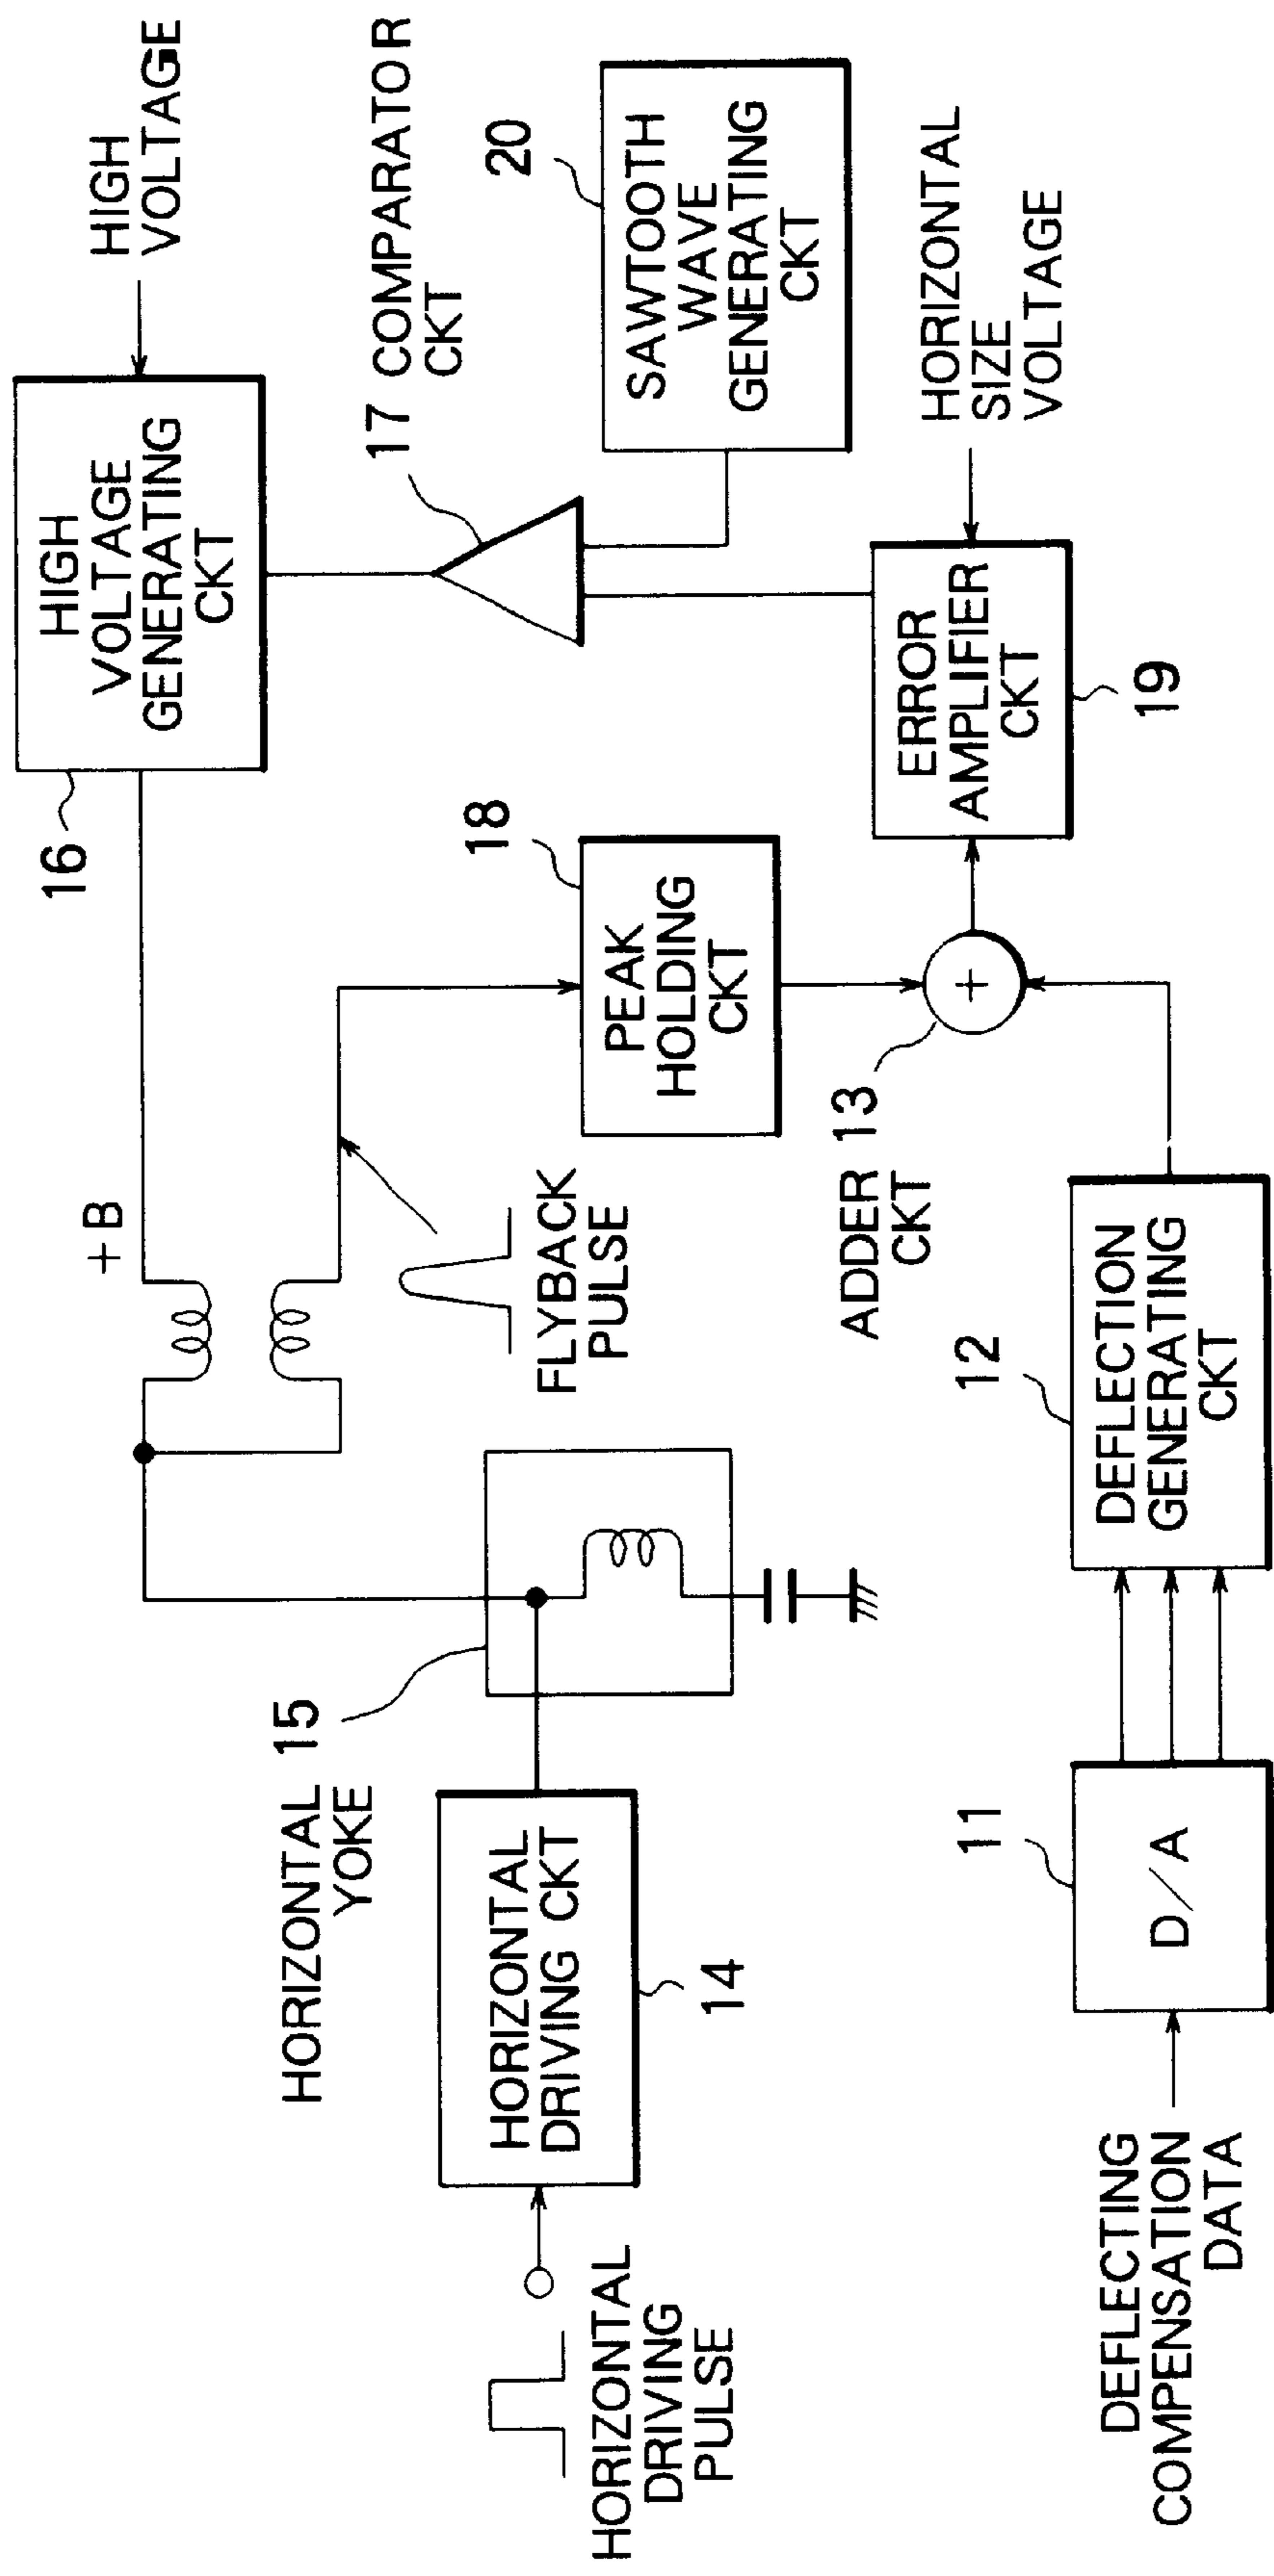 HIGH
VOLTAGE
16
HIGH
VOLTAGE
GENERATING
CKT
+B
17 COMPARATOR
CKT
20
SAWTOOTH
WAVE
GENERATING
CKT
HORIZONTAL 15
YOKE
FLYBACK
PULSE
18
PEAK
HOLDING
CKT
HORIZONTAL
DRIVING
PULSE
HORIZONTAL
DRIVING CKT
14
ADDER 13
CKT
+
ERROR
AMPLIFIER
CKT
19
HORIZONTAL
SIZE
VOLTAGE
DEFLECTING
COMPENSATION
DATA
11
D/A
12
DEFLECTION
GENERATING
CKT